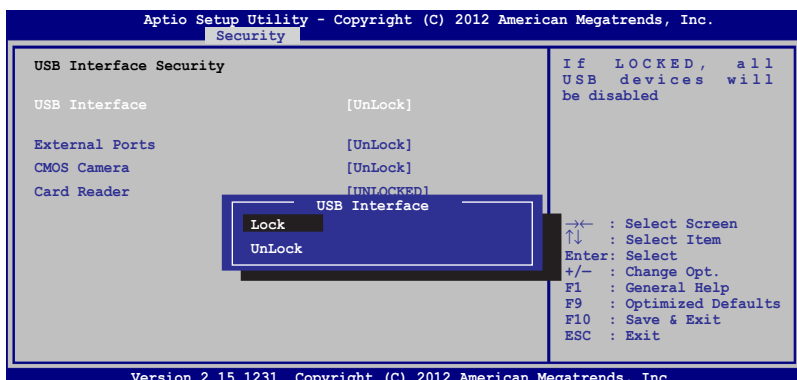 Aptio Setup Utility - Copyright (C) 2012 American Megatrends, Inc.
Security
USB Interface Security
USB Interface [UnLock]
External Ports [UnLock]
CMOS Camera [UnLock]
Card Reader [UNLOCKED]
USB Interface
Lock
UnLock
If LOCKED, all
USB devices will
be disabled
→← : Select Screen
↑↓ : Select Item
Enter: Select
+/— : Change Opt.
F1 : General Help
F9 : Optimized Defaults
F10 : Save & Exit
ESC : Exit
Version 2.15.1231. Copyright (C) 2012 American Megatrends, Inc.